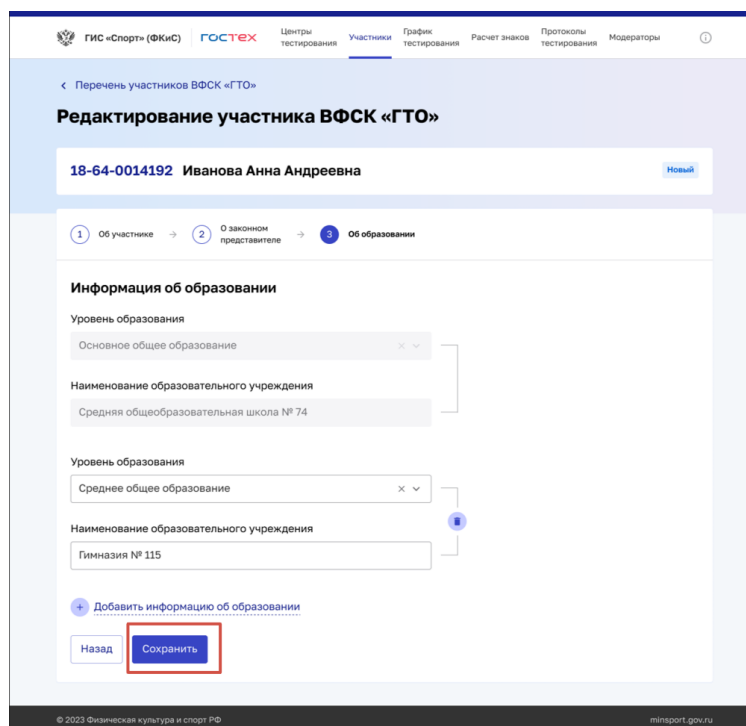 ГИС «Спорт» (ФКиС)
ГОСТЕХ
Центры
тестирования
Участники
График
тестирования
Расчет знаков
Протоколы
тестирования
Модераторы
Перечень участников ВФСК «ГТО»
Редактирование участника ВФСК «ГТО»
18-64-0014192 Иванова Анна Андреевна
Новый
1 Об участнике
2 О законном
представителе
3 Об образовании
Информация об образовании
Уровень образования
Основное общее образование
Наименование образовательного учреждения
Средняя общеобразовательная школа № 74
Уровень образования
Среднее общее образование
Наименование образовательного учреждения
Гимназия № 115
+ Добавить информацию об образовании
Назад
Сохранить
© 2023 Физическая культура и спорт РФ
minsport.gov.ru